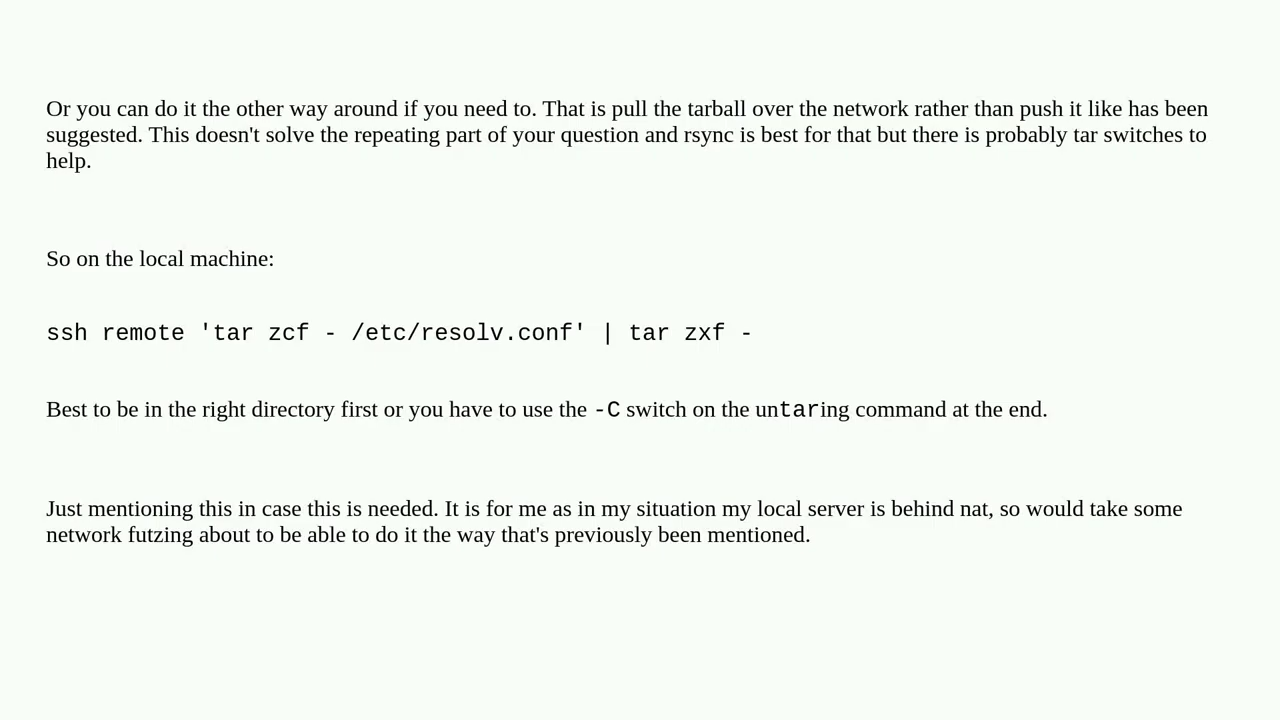 Or you can do it the other way around if you need to. That is pull the tarball over the network rather than push it like has been
suggested. This doesn't solve the repeating part of your question and rsync is best for that but there is probably tar switches to
help.
So on the local machine:
ssh remote 'tar zcf - /etc/resolv.conf' | tar zxf -
Best to be in the right directory first or you have to use the -C switch on the untaring command at the end.
Just mentioning this in case this is needed. It is for me as in my situation my local server is behind nat, so would take some
network futzing about to be able to do it the way that's previously been mentioned.